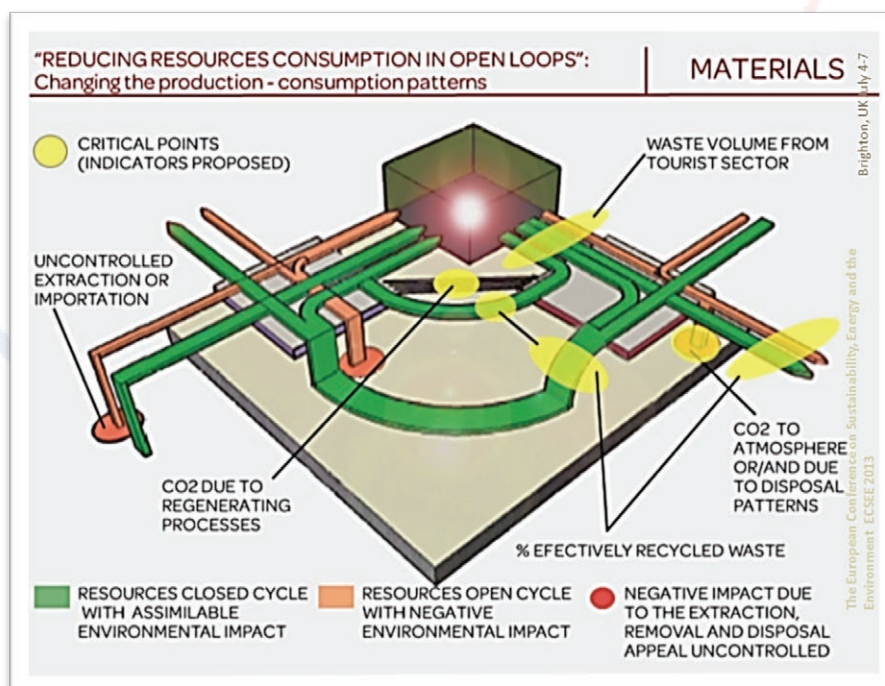 "REDUCING RESOURCES CONSUMPTION IN OPEN LOOPS":
Changing the production - consumption patterns
MATERIALS
CRITICAL POINTS
(INDICATORS PROPOSED)
WASTE VOLUME FROM
TOURIST SECTOR
UNCONTROLLED
EXTRACTION OR
IMPORTATION
CO2 DUE TO
REGENERATING
PROCESSES
CO2 TO
ATMOSPHERE
OR/AND DUE
TO DISPOSAL
PATTERNS
% EFECTIVELY RECYCLED WASTE
RESOURCES CLOSED CYCLE
WITH ASSIMILABLE
ENVIRONMENTAL IMPACT
RESOURCES OPEN CYCLE
WITH NEGATIVE
ENVIRONMENTAL IMPACT
NEGATIVE IMPACT DUE
TO THE EXTRACTION,
REMOVAL AND DISPOSAL
APPEAL UNCONTROLLED
The European Conference on Sustainability, Energy and the
Environment ECSEE 2013
Brighton, UK July 4-7